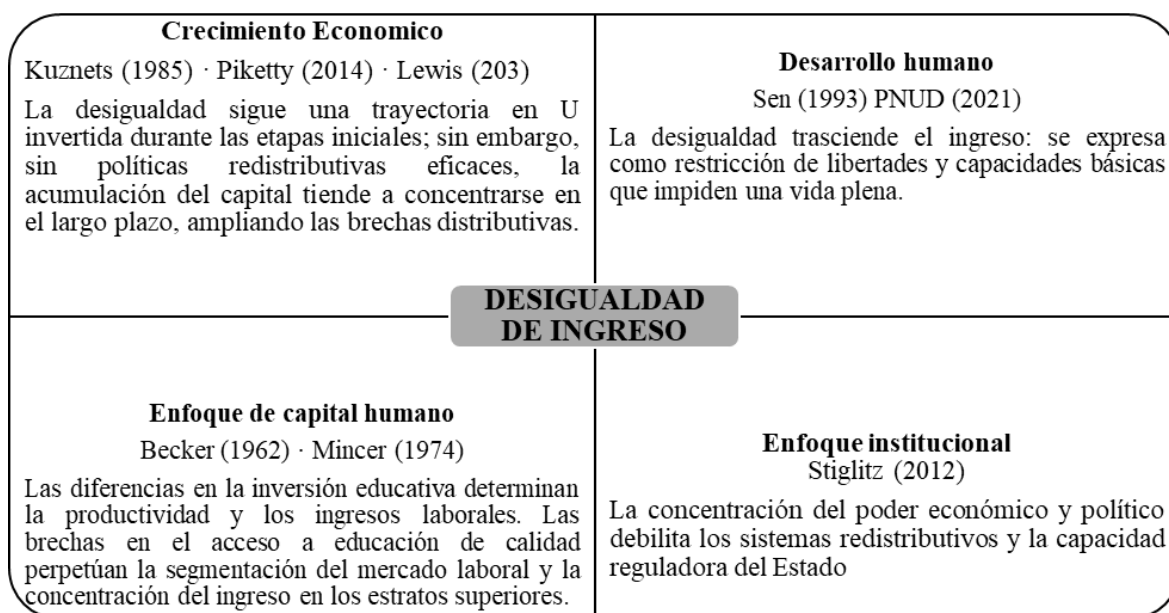 Crecimiento Economico
Kuznets (1985) · Piketty (2014) · Lewis (203)
La desigualdad sigue una trayectoria en U
invertida durante las etapas iniciales; sin embargo,
sin políticas redistributivas eficaces, la
acumulación del capital tiende a concentrarse en
el largo plazo, ampliando las brechas distributivas.
Desarrollo humano
Sen (1993) PNUD (2021)
La desigualdad trasciende el ingreso: se expresa
como restricción de libertades y capacidades básicas
que impiden una vida plena.
DESIGUALDAD
DE INGRESO
Enfoque de capital humano
Becker (1962) · Mincer (1974)
Las diferencias en la inversión educativa determinan
la productividad y los ingresos laborales. Las
brechas en el acceso a educación de calidad
perpetúan la segmentación del mercado laboral y la
concentración del ingreso en los estratos superiores.
Enfoque institucional
Stiglitz (2012)
La concentración del poder económico y político
debilita los sistemas redistributivos y la capacidad
reguladora del Estado